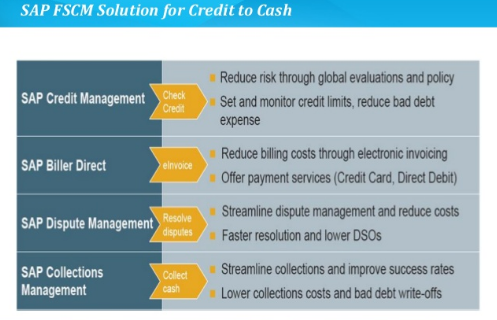 SAP FSCM Solution for Credit to Cash
SAP Credit Management
Check
Credit
Reduce risk through global evaluations and policy
Set and monitor credit limits, reduce bad debt
expense
SAP Biller Direct
eInvoice
Reduce billing costs through electronic invoicing
Offer payment services (Credit Card, Direct Debit)
SAP Dispute Management
Resolve
disputes
Streamline dispute management and reduce costs
Faster resolution and lower DSOs
SAP Collections
Management
Collect
cash
Streamline collections and improve success rates
Lower collections costs and bad debt write-offs